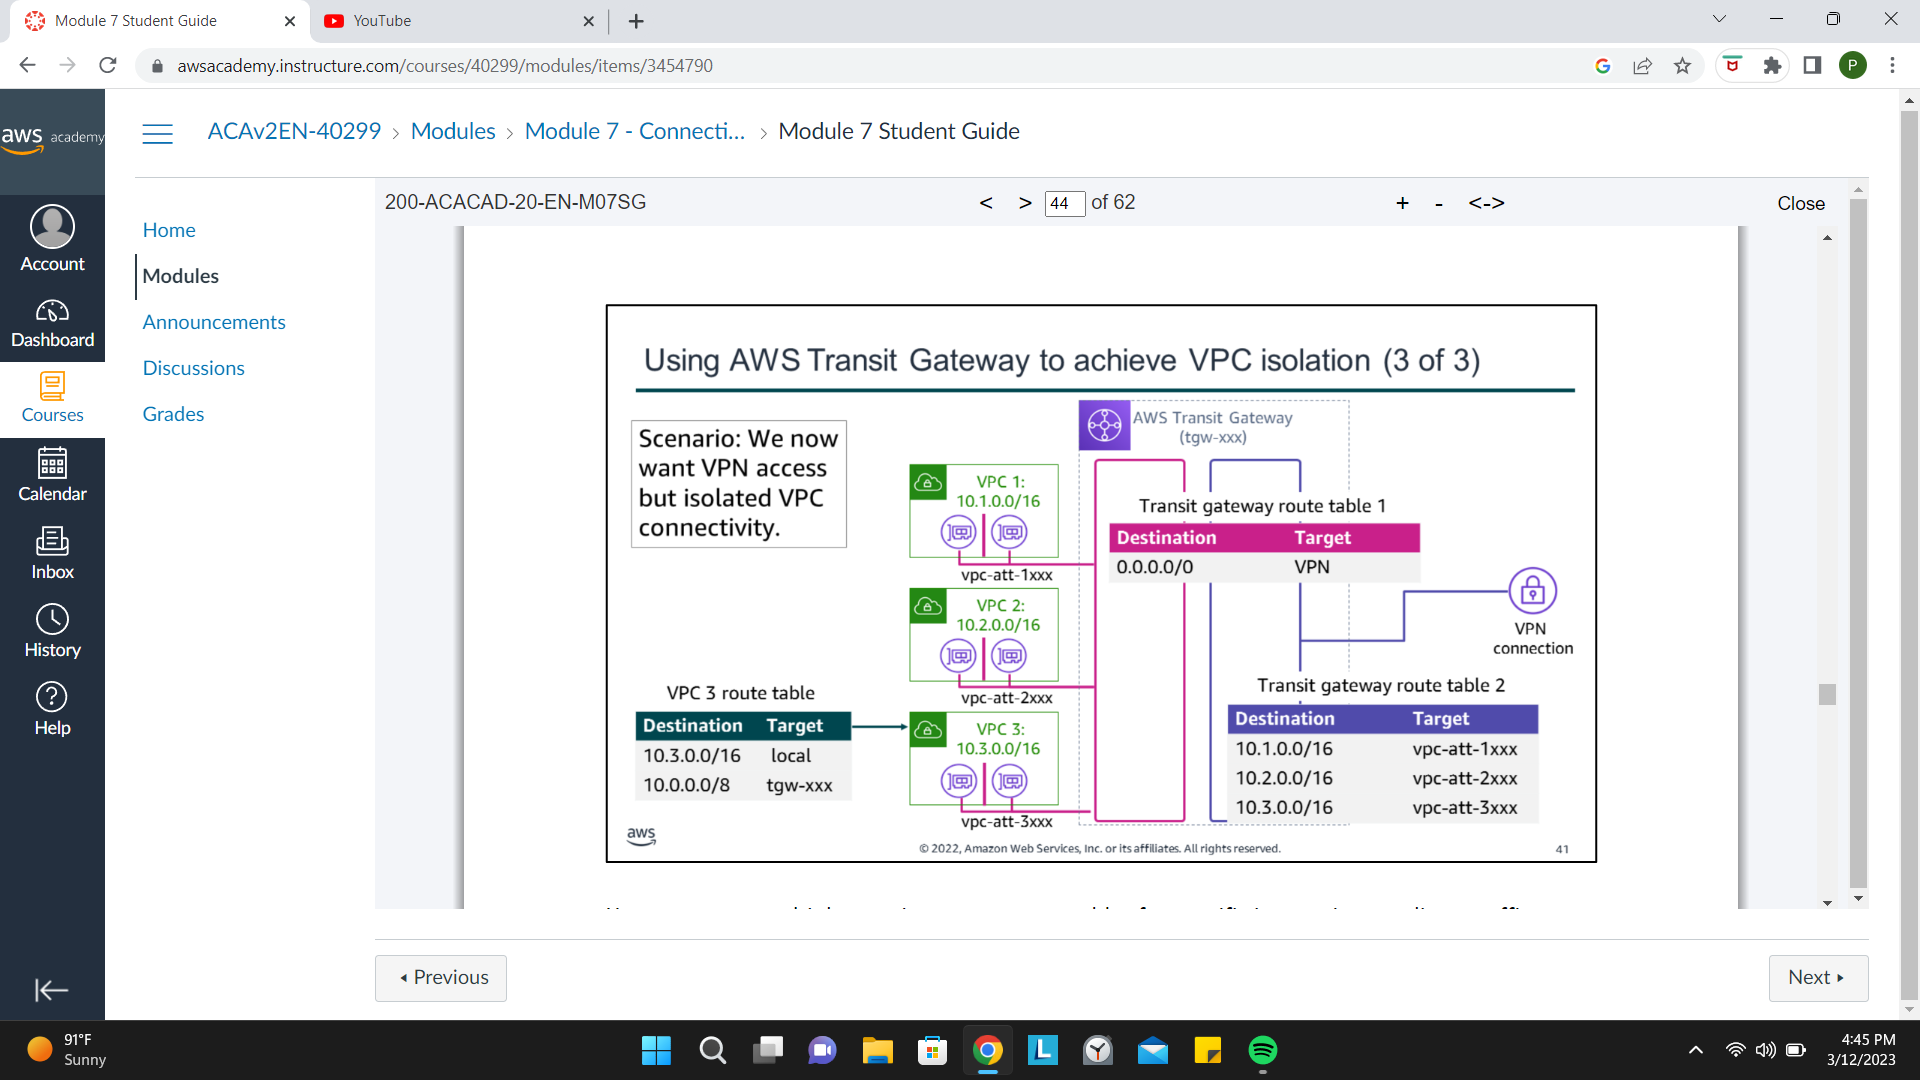 Module 7 Student Guide
YouTube
awsacademy.instructure.com/courses/40299/modules/items/3454790
P
aws academy
ACAv2EN-40299 > Modules > Module 7 - Connecti... > Module 7 Student Guide
Account
Dashboard
Courses
Calendar
Inbox
History
Help
Home
Modules
Announcements
Discussions
Grades
200-ACACAD-20-EN-M07SG
< > 44 of 62
+ - <->
Close
Using AWS Transit Gateway to achieve VPC isolation (3 of 3)
Scenario: We now
want VPN access
but isolated VPC
connectivity.
AWS Transit Gateway
(tgw-xxx)
VPC 1:
10.1.0.0/16
vpc-att-1xxx
VPC 2:
10.2.0.0/16
vpc-att-2xxx
VPC 3:
10.3.0.0/16
vpc-att-3xxx
Transit gateway route table 1
Destination Target
0.0.0.0/0 VPN
VPN
connection
VPC 3 route table
Destination Target
10.3.0.0/16 local
10.0.0.0/8 tgw-xxx
Transit gateway route table 2
Destination Target
10.1.0.0/16 vpc-att-1xxx
10.2.0.0/16 vpc-att-2xxx
10.3.0.0/16 vpc-att-3xxx
aws
© 2022, Amazon Web Services, Inc. or its affiliates. All rights reserved.
41
Previous
Next
91°F
Sunny
L
4:45 PM
3/12/2023